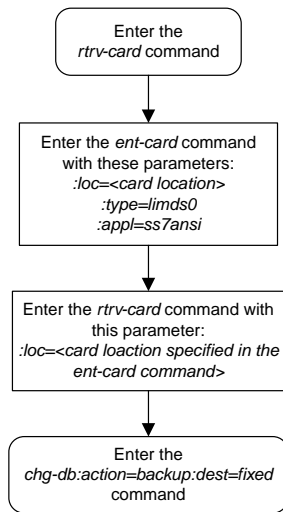 Enter the
rtrv-card
command
Enter the ent-card command
with these parameters:
:loc=<card location>
:type=limds0
:appl=ss7ansi
Enter the rtrv-card command with
this parameter:
:loc=<card loaction specified in the
ent-card command>
Enter the
chg-db:action=backup:dest=fixed
command